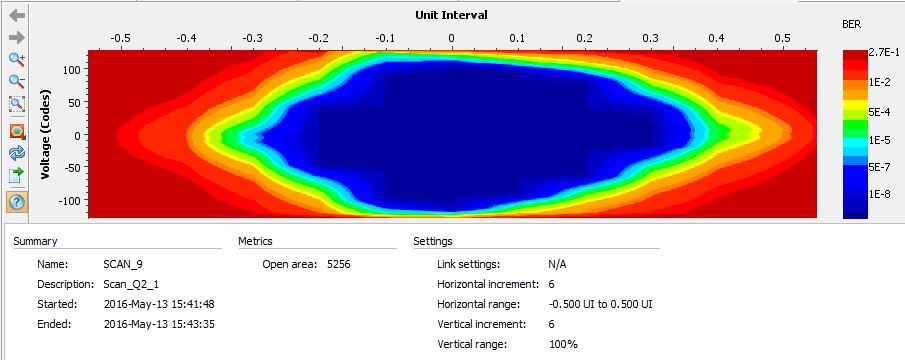 Unit Interval
BER
-0.5 -0.4 -0.3 -0.2 -0.1 0 0.1 0.2 0.3 0.4 0.5
2.7E-1
100
1E-2
50
5E-4
Voltage (Codes)
0
1E-5
-50
5E-7
-100
1E-8
Summary Metrics Settings
Name: SCAN_9 Open area: 5256 Link settings: N/A
Description: Scan_Q2_1 Horizontal increment: 6
Started: 2016-May-13 15:41:48 Horizontal range: -0.500 UI to 0.500 UI
Ended: 2016-May-13 15:43:35 Vertical increment: 6
Vertical range: 100%